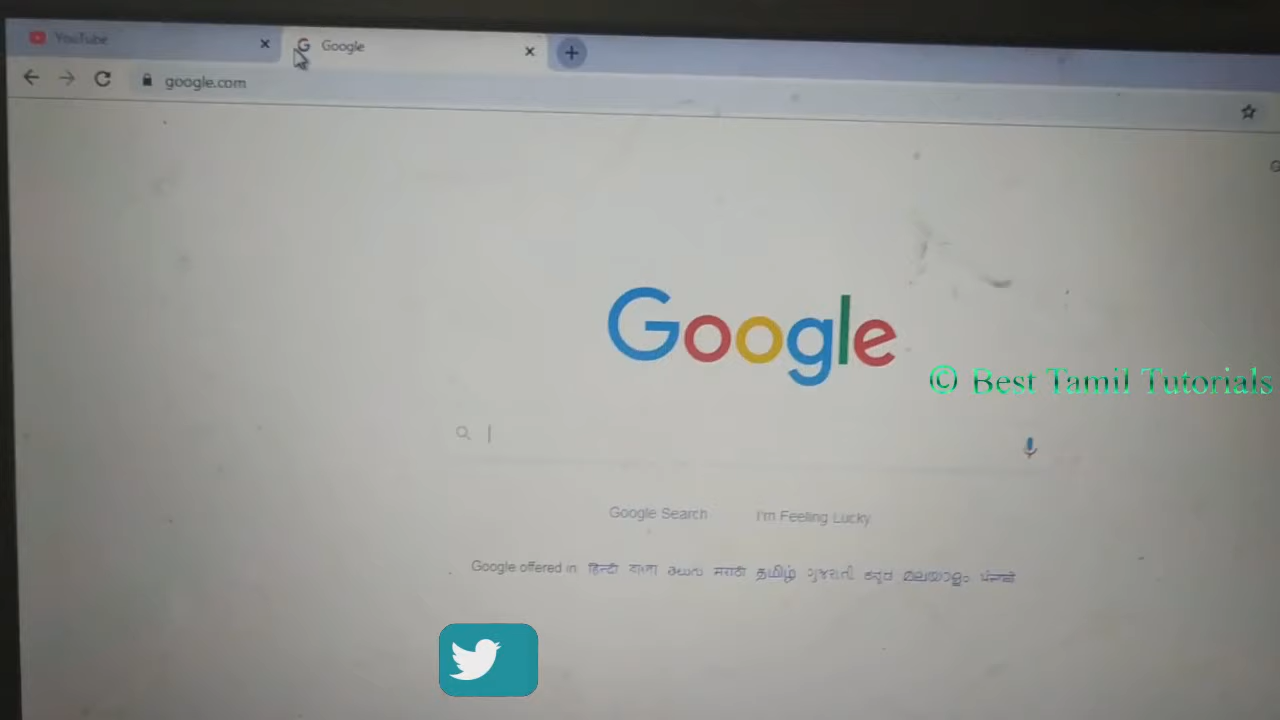 YouTube
Google
google.com
Google
© Best Tamil Tutorials
Google Search
I'm Feeling Lucky
Google offered in: हिन्दी বাংলা తెలుగు मराठी தமிழ் ગુજરાતી ಕನ್ನಡ മലയാളം ਪੰਜਾਬੀ